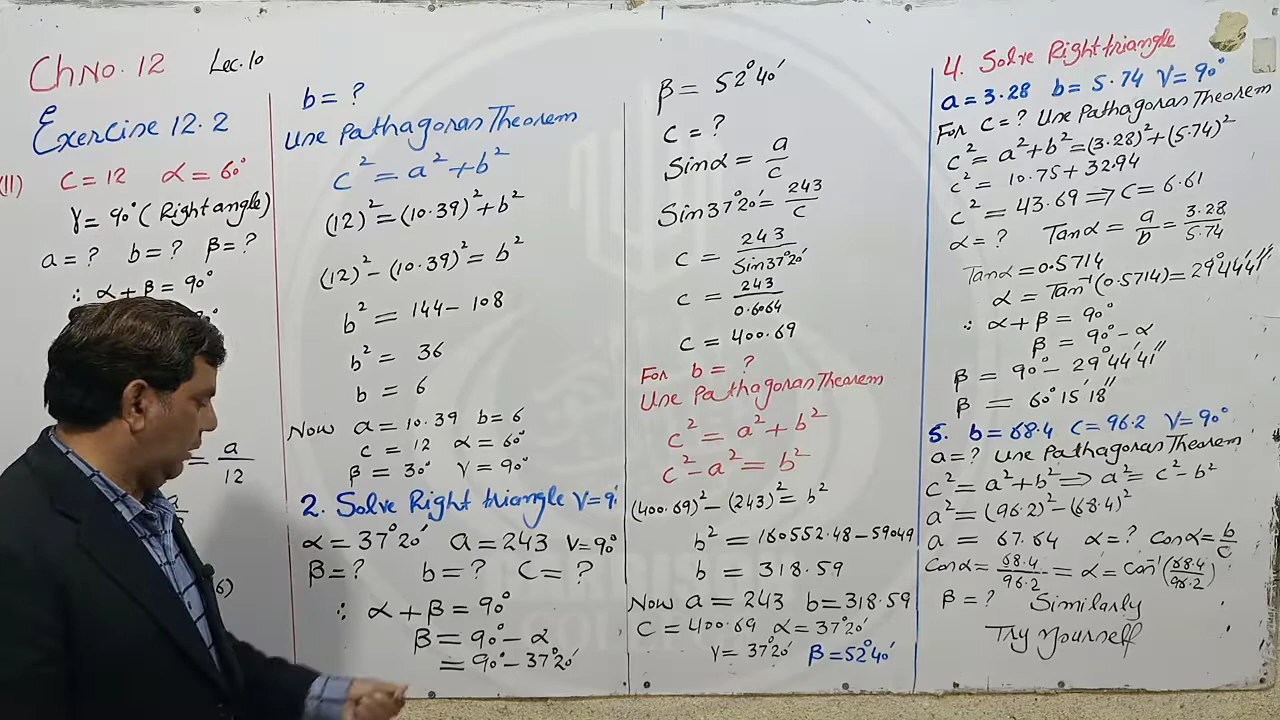 Ch No. 12 Lec. 10
Exercise 12.2
(II) c = 12 α = 60°
γ = 90° (Right angle)
a = ? b = ? β = ?
∴ α + β = 90°
= a/12
b = ?
Use Pathagoran Theorem
c² = a² + b²
(12)² = (10.39)² + b²
(12)² - (10.39)² = b²
b² = 144 - 108
b² = 36
b = 6
Now a = 10.39 b = 6
c = 12 α = 60°
β = 30° γ = 90°
2. Solve Right triangle γ = 9
α = 37°20′ a = 243 γ = 90°
β = ? b = ? C = ?
∴ α + β = 90°
β = 90° - α
= 90° - 37°20′
β = 52°40′
C = ?
Sinα = a/c
Sin37°20′ = 243/C
C = 243/Sin37°20′
C = 243/0.6064
C = 400.69
For b = ?
Use Pathagoran Theorem
c² = a² + b²
c² - a² = b²
(400.69)² - (243)² = b²
b² = 160552.48 - 59049
b = 318.59
Now a = 243 b = 318.59
C = 400.69 α = 37°20′
γ = 37°20′ β = 52°40′
4. Solve Right triangle
a = 3.28 b = 5.74 γ = 90°
For c = ? Use Pathagoran Theorem
c² = a² + b² = (3.28)² + (5.74)²
c² = 10.75 + 32.94
c² = 43.69 ⇒ C = 6.61
α = ? Tanα = a/b = 3.28/5.74
Tanα = 0.5714
α = Tan⁻¹(0.5714) = 29°44′41″
∴ α + β = 90°
β = 90° - α
β = 90° - 29°44′41″
β = 60°15′18″
5. b = 68.4 C = 96.2 γ = 90°
a = ? Use Pathagoran Theorem
c² = a² + b² ⇒ a² = c² - b²
a² = (96.2)² - (68.4)²
a = 67.64 α = ? Cosα = b/c
Cosα = 68.4/96.2 = α = Cos⁻¹(68.4/96.2)
β = ? Similarly
Try yourself